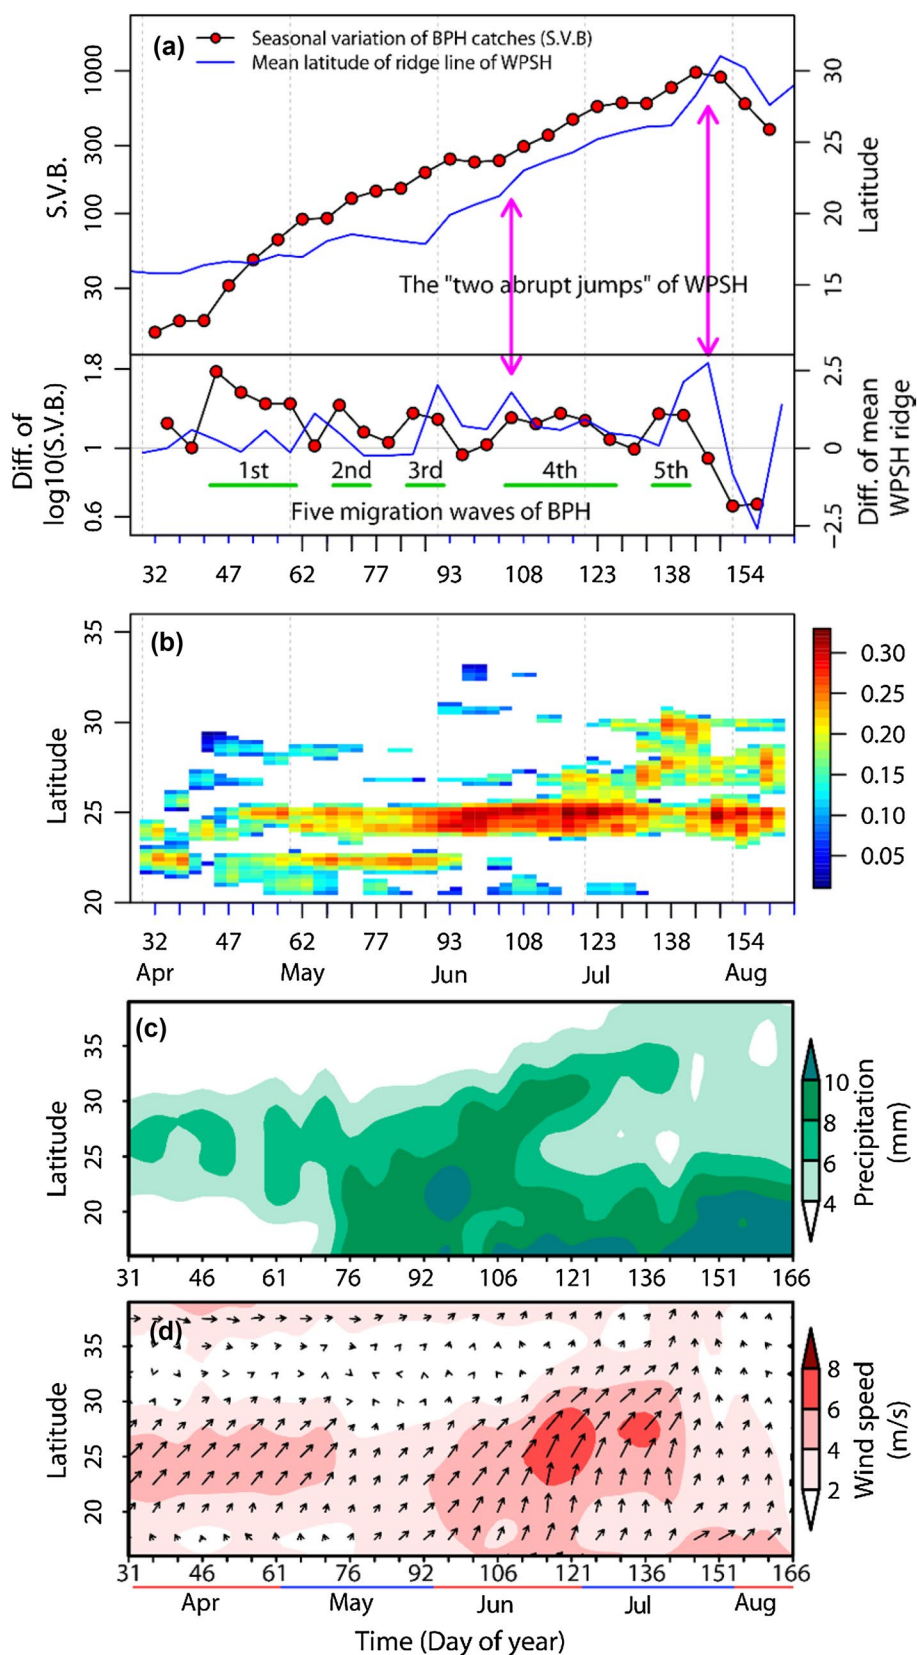 (a)
Seasonal variation of BPH catches (S.V.B)
Mean latitude of ridge line of WPSH
S.V.B.
1000
300
100
30
30
25
20
15
Latitude
The "two abrupt jumps" of WPSH
Diff. of
log10(S.V.B.)
1.8
1
0.6
2.5
0
−2.5
Diff. of mean
WPSH ridge
1st
2nd
3rd
4th
5th
Five migration waves of BPH
32 47 62 77 93 108 123 138 154
(b)
Latitude
35
30
25
20
0.30
0.25
0.20
0.15
0.10
0.05
32 47 62 77 93 108 123 138 154
Apr May Jun Jul Aug
(c)
Latitude
35
30
25
20
10
8
6
4
Precipitation
(mm)
31 46 61 76 92 106 121 136 151 166
(d)
Latitude
35
30
25
20
8
6
4
2
Wind speed
(m/s)
31 46 61 76 92 106 121 136 151 166
Apr May Jun Jul Aug
Time (Day of year)